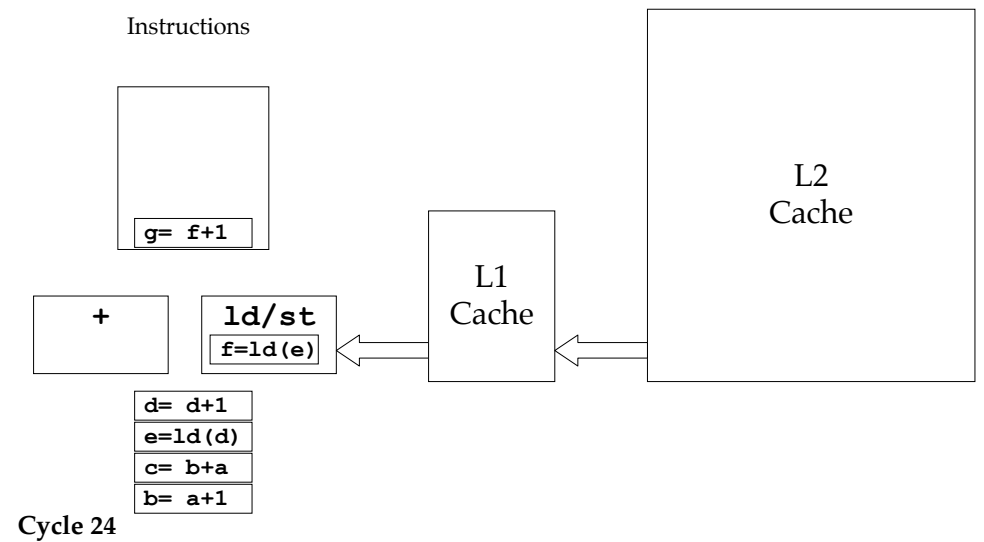 Instructions
g= f+1
+
ld/st
f=ld(e)
L1
Cache
L2
Cache
d= d+1
e=ld(d)
c= b+a
b= a+1
Cycle 24